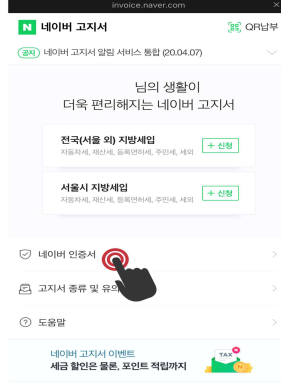 invoice.naver.com
N 네이버 고지서
QR납부
공지 네이버 고지서 알림 서비스 통합 (20.04.07)
님의 생활이
더욱 편리해지는 네이버 고지서
전국(서울 외) 지방세입
자동차세, 재산세, 등록면허세, 주민세, 세외
+ 신청
서울시 지방세입
자동차세, 재산세, 등록면허세, 주민세, 세외
+ 신청
네이버 인증서
고지서 종류 및 유의
도움말
네이버 고지서 이벤트
세금 할인은 물론, 포인트 적립까지
TAX
N